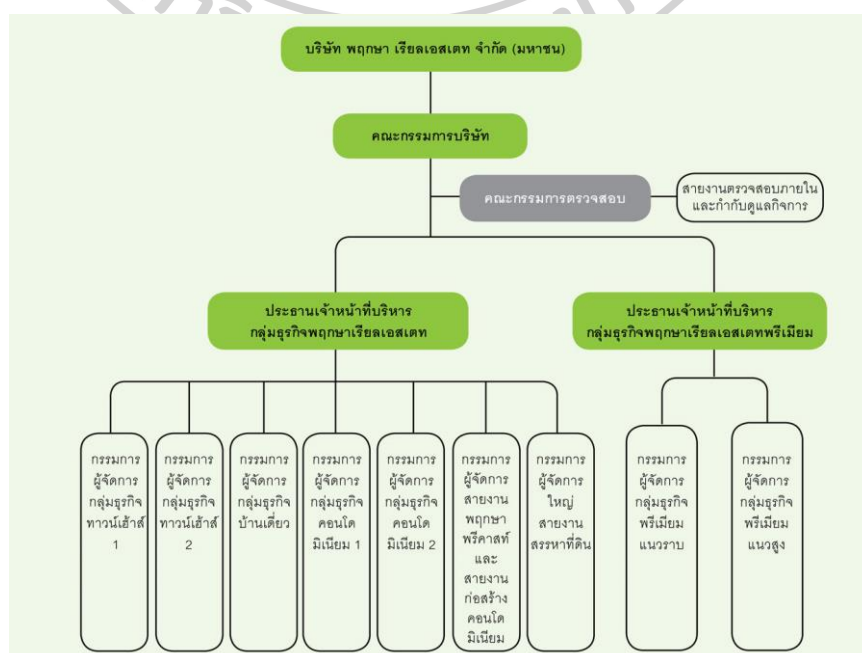 บริษัท พฤกษา เรียลเอสเตท จำกัด (มหาชน)
คณะกรรมการบริษัท
คณะกรรมการตรวจสอบ
สายงานตรวจสอบภายใน
และกำกับดูแลกิจการ
ประธานเจ้าหน้าที่บริหาร
กลุ่มธุรกิจพฤกษาเรียลเอสเตท
ประธานเจ้าหน้าที่บริหาร
กลุ่มธุรกิจพฤกษาเรียลเอสเตทพรีเมียม
กรรมการ
ผู้จัดการ
กลุ่มธุรกิจ
ทาวน์เฮ้าส์
1
กรรมการ
ผู้จัดการ
กลุ่มธุรกิจ
ทาวน์เฮ้าส์
2
กรรมการ
ผู้จัดการ
กลุ่มธุรกิจ
บ้านเดี่ยว
กรรมการ
ผู้จัดการ
กลุ่มธุรกิจ
คอนโด
มิเนียม 1
กรรมการ
ผู้จัดการ
กลุ่มธุรกิจ
คอนโด
มิเนียม 2
กรรมการ
ผู้จัดการ
สายงาน
พฤกษา
พรีคาสท์
และ
สายงาน
ก่อสร้าง
คอนโด
มิเนียม
กรรมการ
ผู้จัดการ
ใหญ่
สายงาน
สรรหาที่ดิน
กรรมการ
ผู้จัดการ
กลุ่มธุรกิจ
พรีเมียม
แนวราบ
กรรมการ
ผู้จัดการ
กลุ่มธุรกิจ
พรีเมียม
แนวสูง